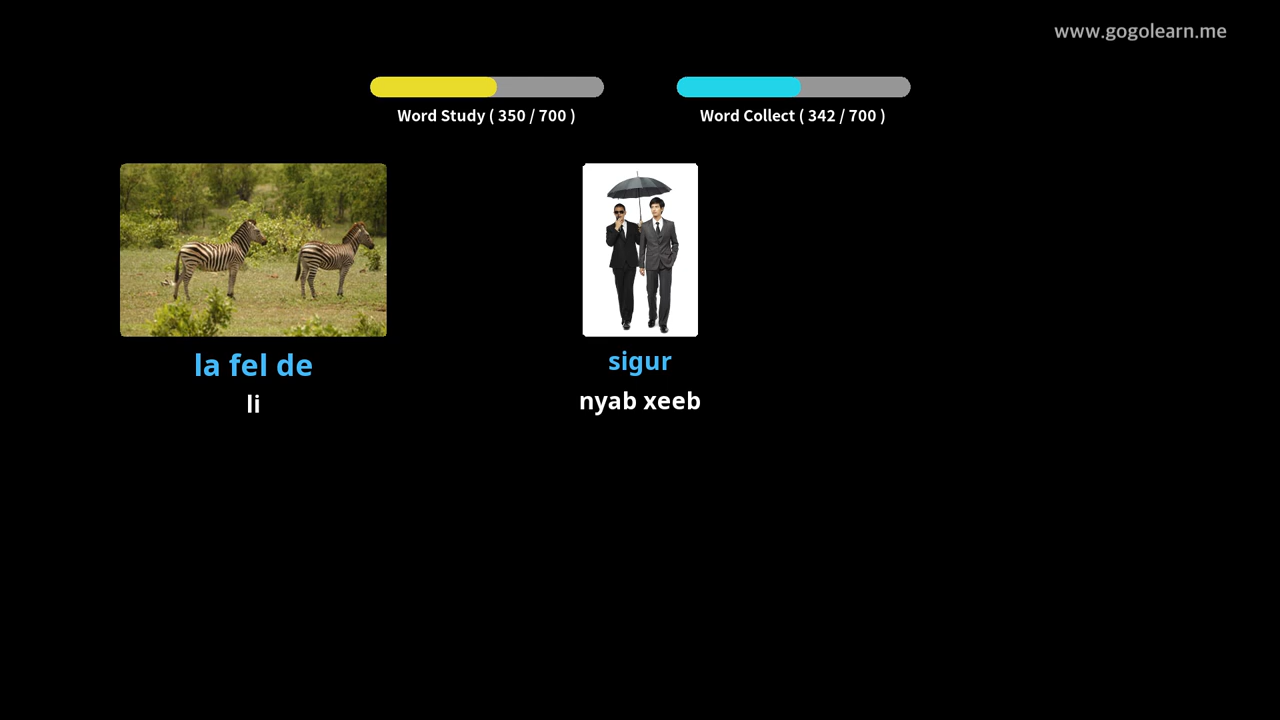 www.gogolearn.me
Word Study ( 350 / 700 )
Word Collect ( 342 / 700 )
la fel de
li
sigur
nyab xeeb